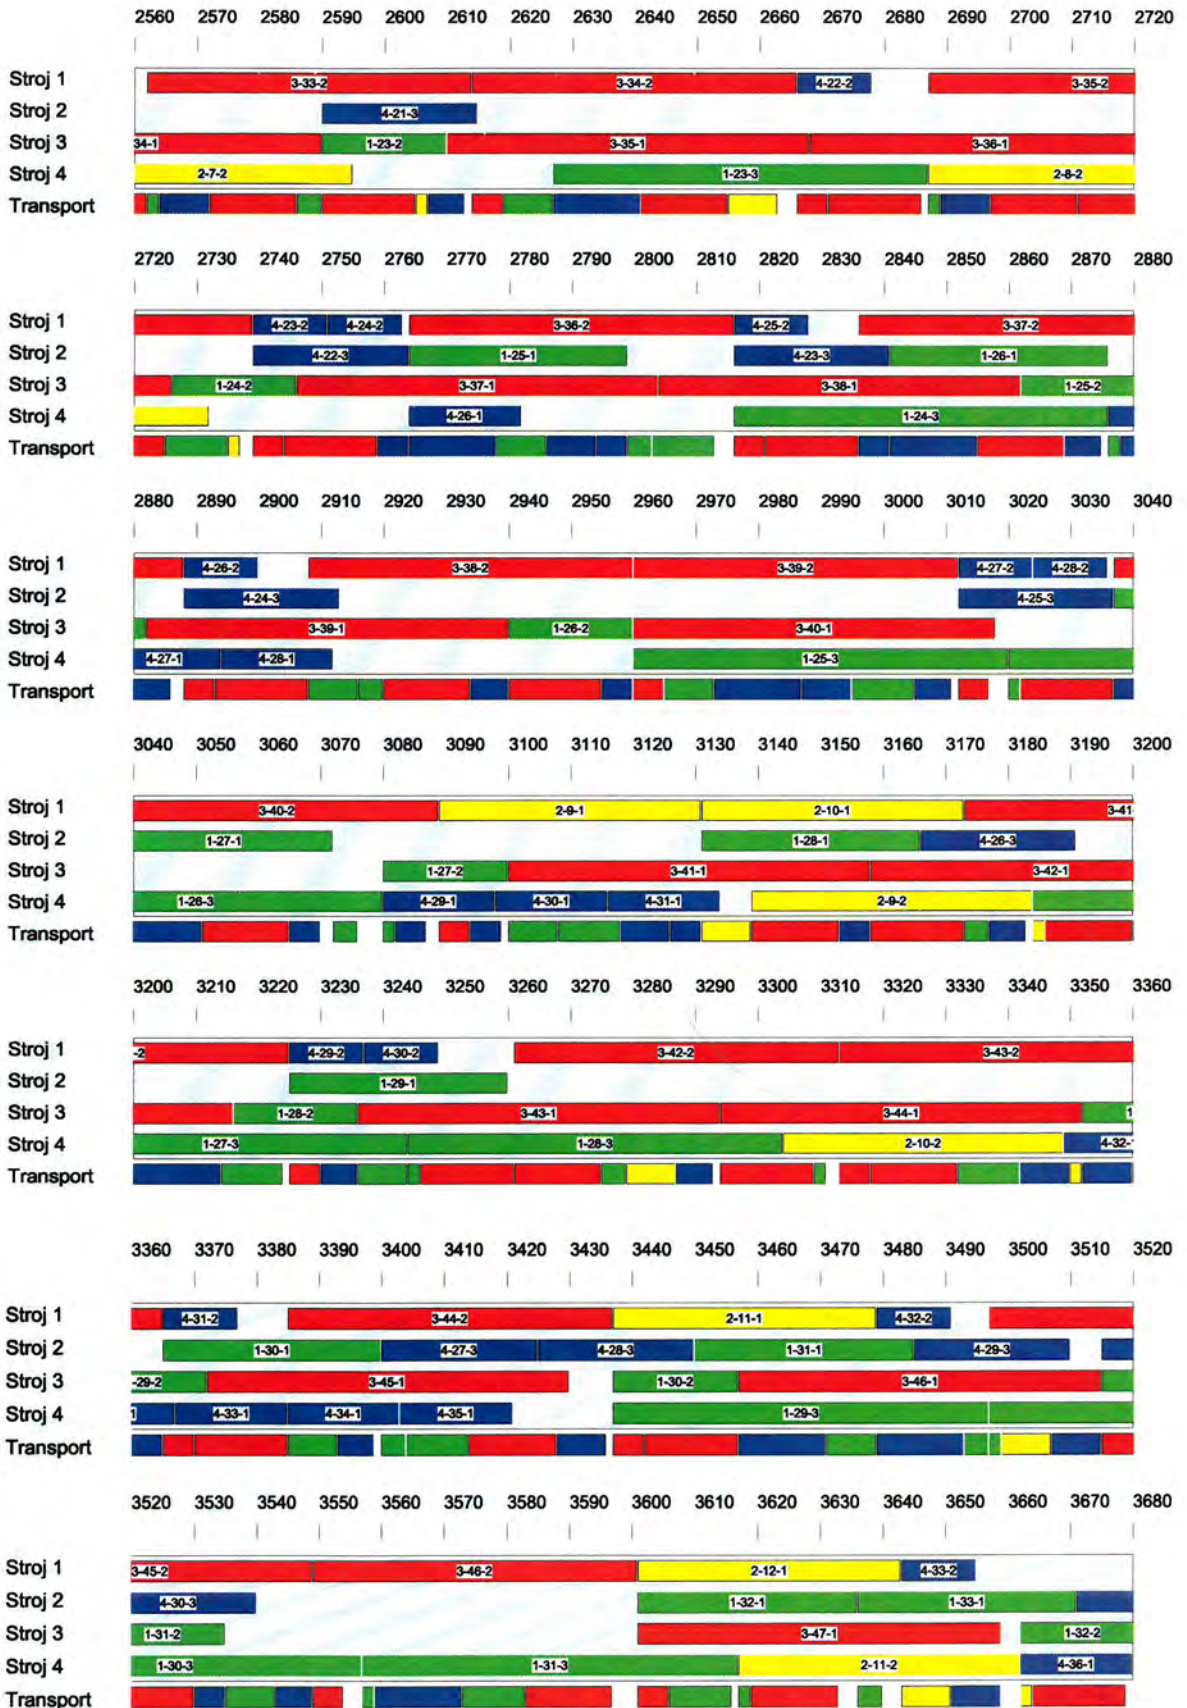 2560 2570 2580 2590 2600 2610 2620 2630 2640 2650 2660 2670 2680 2690 2700 2710 2720
Stroj 1 3-33-2 3-34-2 4-22-2 3-35-2
Stroj 2 4-21-3
Stroj 3 34-1 1-23-2 3-35-1 3-36-1
Stroj 4 2-7-2 1-23-3 2-8-2
Transport
2720 2730 2740 2750 2760 2770 2780 2790 2800 2810 2820 2830 2840 2850 2860 2870 2880
Stroj 1 4-23-2 4-24-2 3-36-2 4-25-2 3-37-2
Stroj 2 4-22-3 1-25-1 4-23-3 1-26-1
Stroj 3 1-24-2 3-37-1 3-38-1 1-25-2
Stroj 4 4-26-1 1-24-3
Transport
2880 2890 2900 2910 2920 2930 2940 2950 2960 2970 2980 2990 3000 3010 3020 3030 3040
Stroj 1 4-26-2 3-38-2 3-39-2 4-27-2 4-28-2
Stroj 2 4-24-3 4-25-3
Stroj 3 3-39-1 1-26-2 3-40-1
Stroj 4 4-27-1 4-28-1 1-25-3
Transport
3040 3050 3060 3070 3080 3090 3100 3110 3120 3130 3140 3150 3160 3170 3180 3190 3200
Stroj 1 3-40-2 2-9-1 2-10-1 3-41
Stroj 2 1-27-1 1-28-1 4-26-3
Stroj 3 1-27-2 3-41-1 3-42-1
Stroj 4 1-26-3 4-29-1 4-30-1 4-31-1 2-9-2
Transport
3200 3210 3220 3230 3240 3250 3260 3270 3280 3290 3300 3310 3320 3330 3340 3350 3360
Stroj 1 -2 4-29-2 4-30-2 3-42-2 3-43-2
Stroj 2 1-29-1
Stroj 3 1-28-2 3-43-1 3-44-1 1
Stroj 4 1-27-3 1-28-3 2-10-2 4-32-
Transport
3360 3370 3380 3390 3400 3410 3420 3430 3440 3450 3460 3470 3480 3490 3500 3510 3520
Stroj 1 4-31-2 3-44-2 2-11-1 4-32-2
Stroj 2 1-30-1 4-27-3 4-28-3 1-31-1 4-29-3
Stroj 3 -29-2 3-45-1 1-30-2 3-46-1
Stroj 4 1 4-33-1 4-34-1 4-35-1 1-29-3
Transport
3520 3530 3540 3550 3560 3570 3580 3590 3600 3610 3620 3630 3640 3650 3660 3670 3680
Stroj 1 3-45-2 3-46-2 2-12-1 4-33-2
Stroj 2 4-30-3 1-32-1 1-33-1
Stroj 3 1-31-2 3-47-1 1-32-2
Stroj 4 1-30-3 1-31-3 2-11-2 4-36-1
Transport